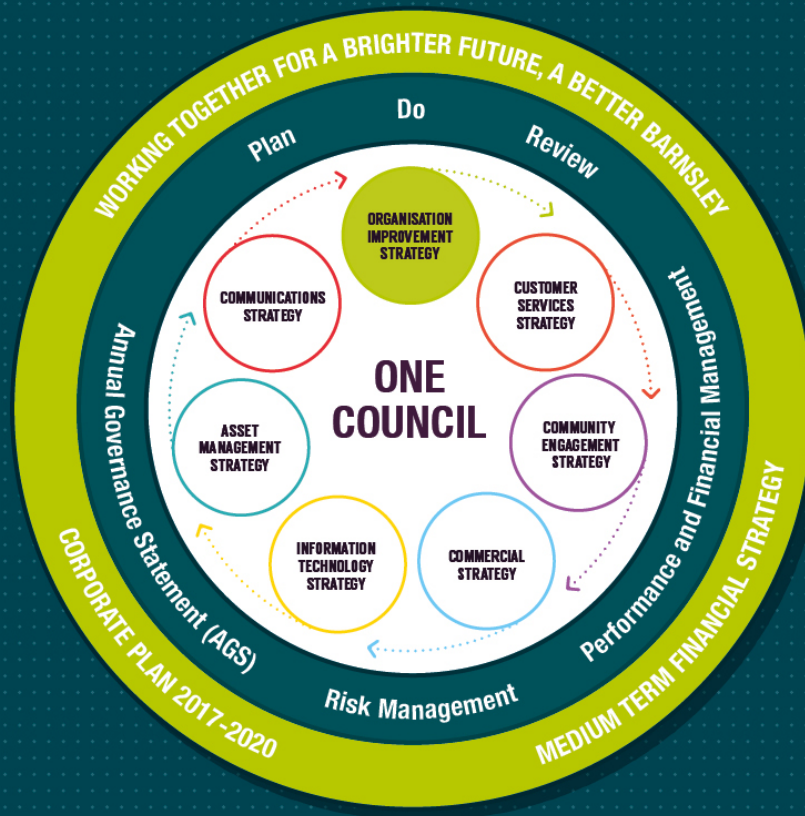 WORKING TOGETHER FOR A BRIGHTER FUTURE, A BETTER BARNSLEY
Plan
Do
Review
ORGANISATION
IMPROVEMENT
STRATEGY
COMMUNICATIONS
STRATEGY
CUSTOMER
SERVICES
STRATEGY
ONE
COUNCIL
ASSET
MANAGEMENT
STRATEGY
COMMUNITY
ENGAGEMENT
STRATEGY
INFORMATION
TECHNOLOGY
STRATEGY
COMMERCIAL
STRATEGY
Annual Governance Statement (AGS)
Performance and Financial Management
Risk Management
CORPORATE PLAN 2017-2020
MEDIUM TERM FINANCIAL STRATEGY